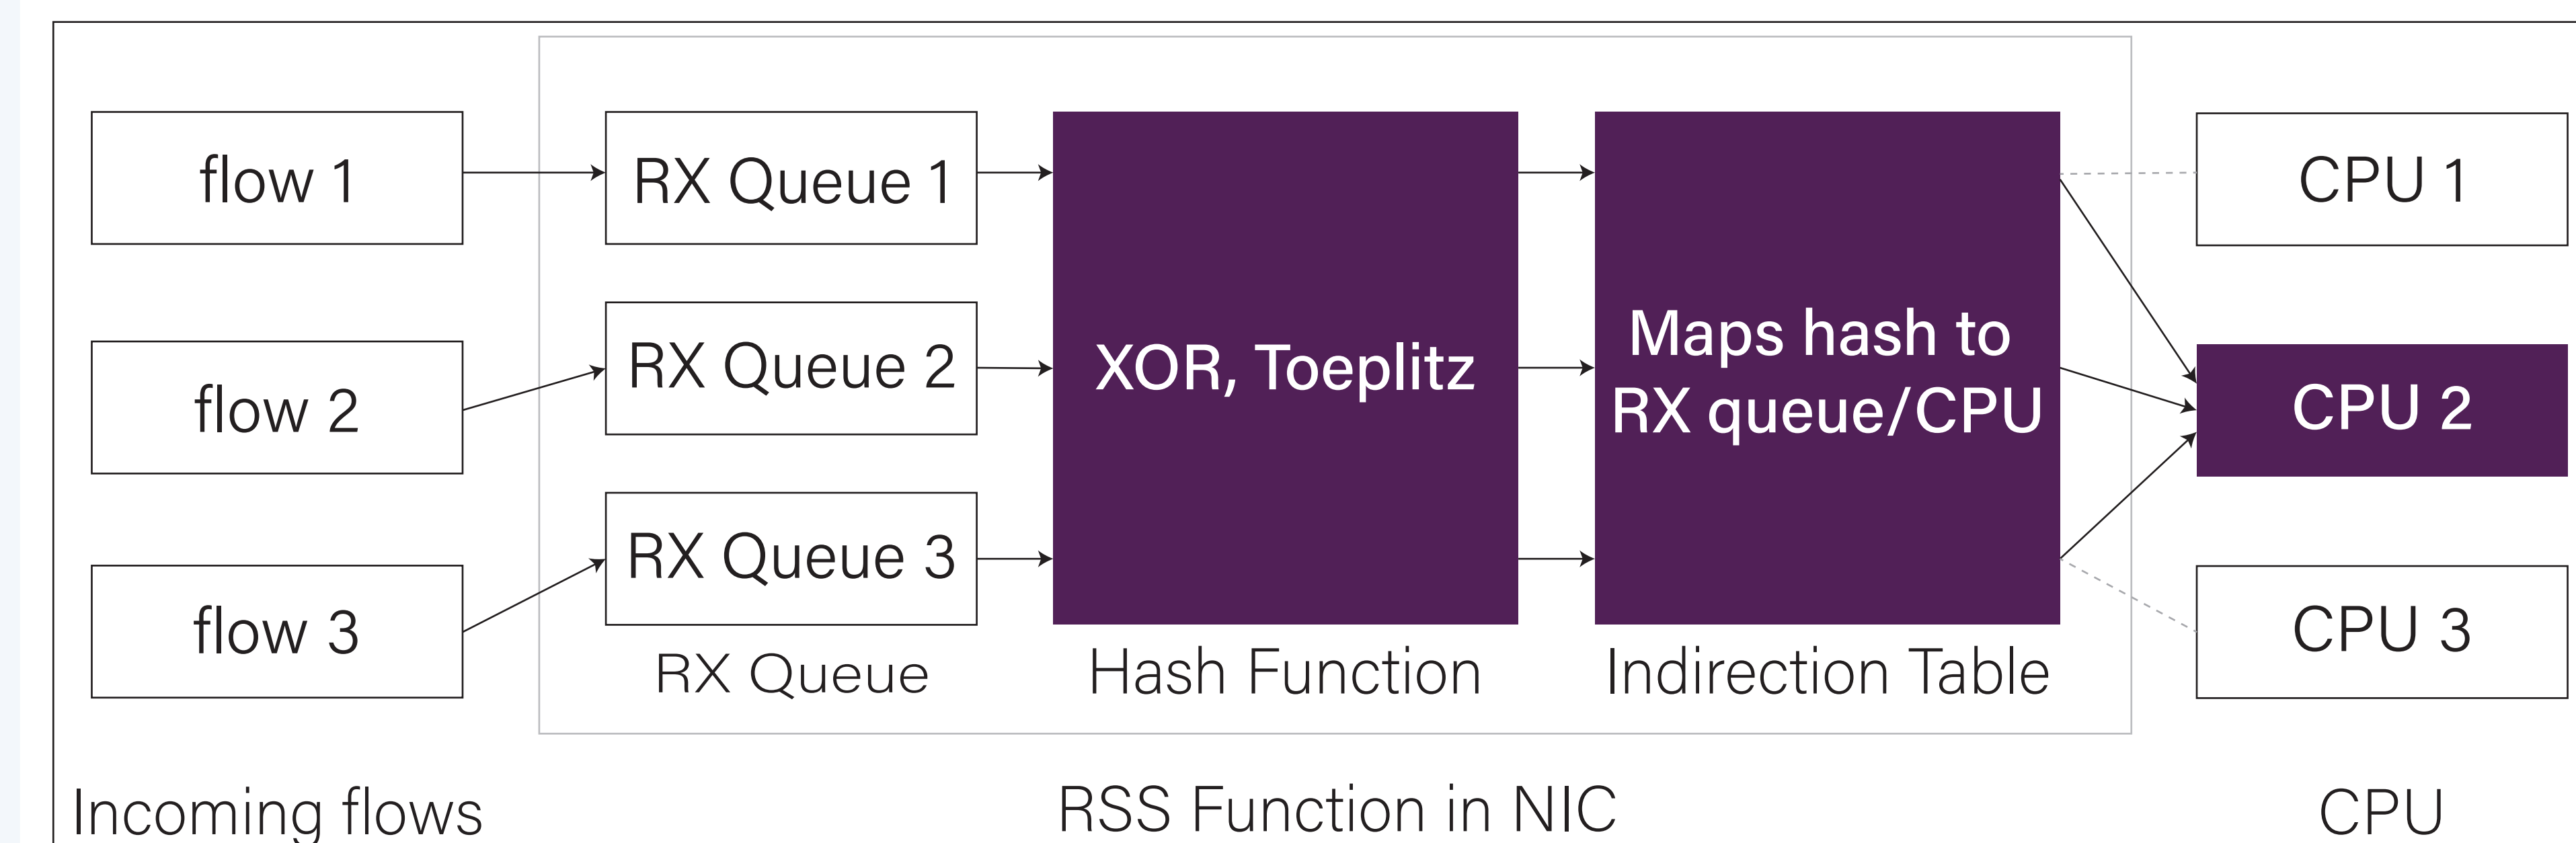 flow 1
RX Queue 1
CPU 1
flow 2
RX Queue 2
XOR, Toeplitz
Maps hash to
RX queue/CPU
CPU 2
flow 3
RX Queue 3
CPU 3
RX Queue
Hash Function
Indirection Table
Incoming flows
RSS Function in NIC
CPU